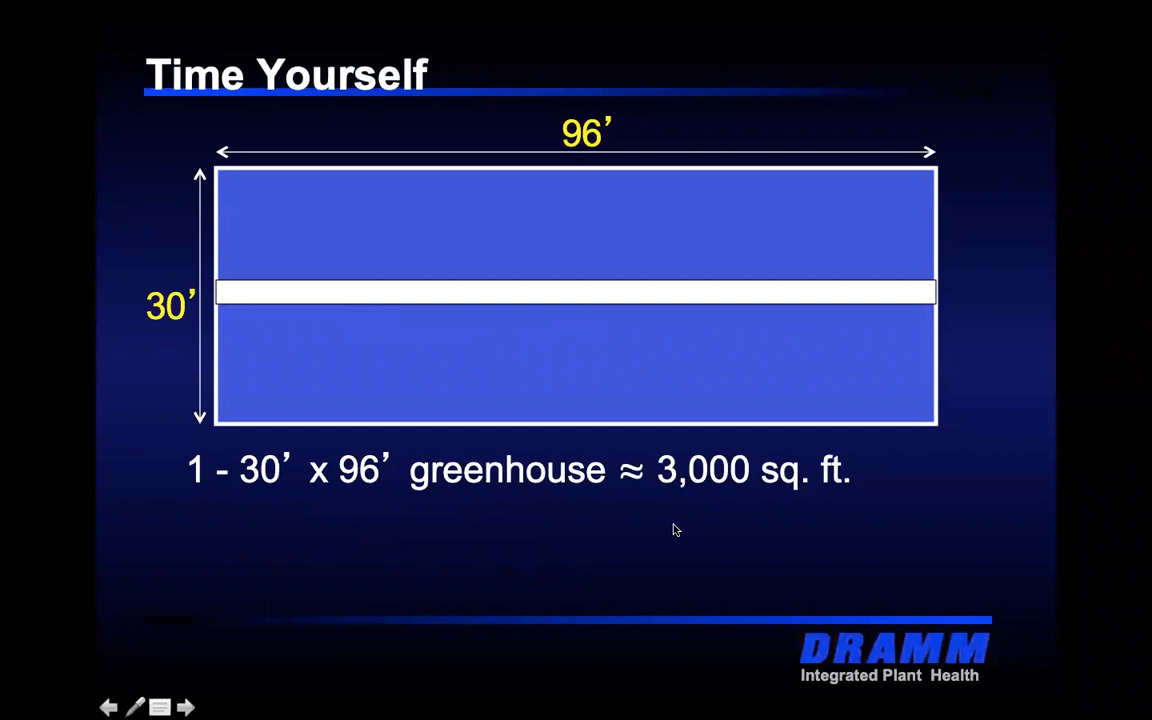 Time Yourself
96’
30’
1 - 30’ x 96’ greenhouse ≈ 3,000 sq. ft.
DRAMM
Integrated Plant Health